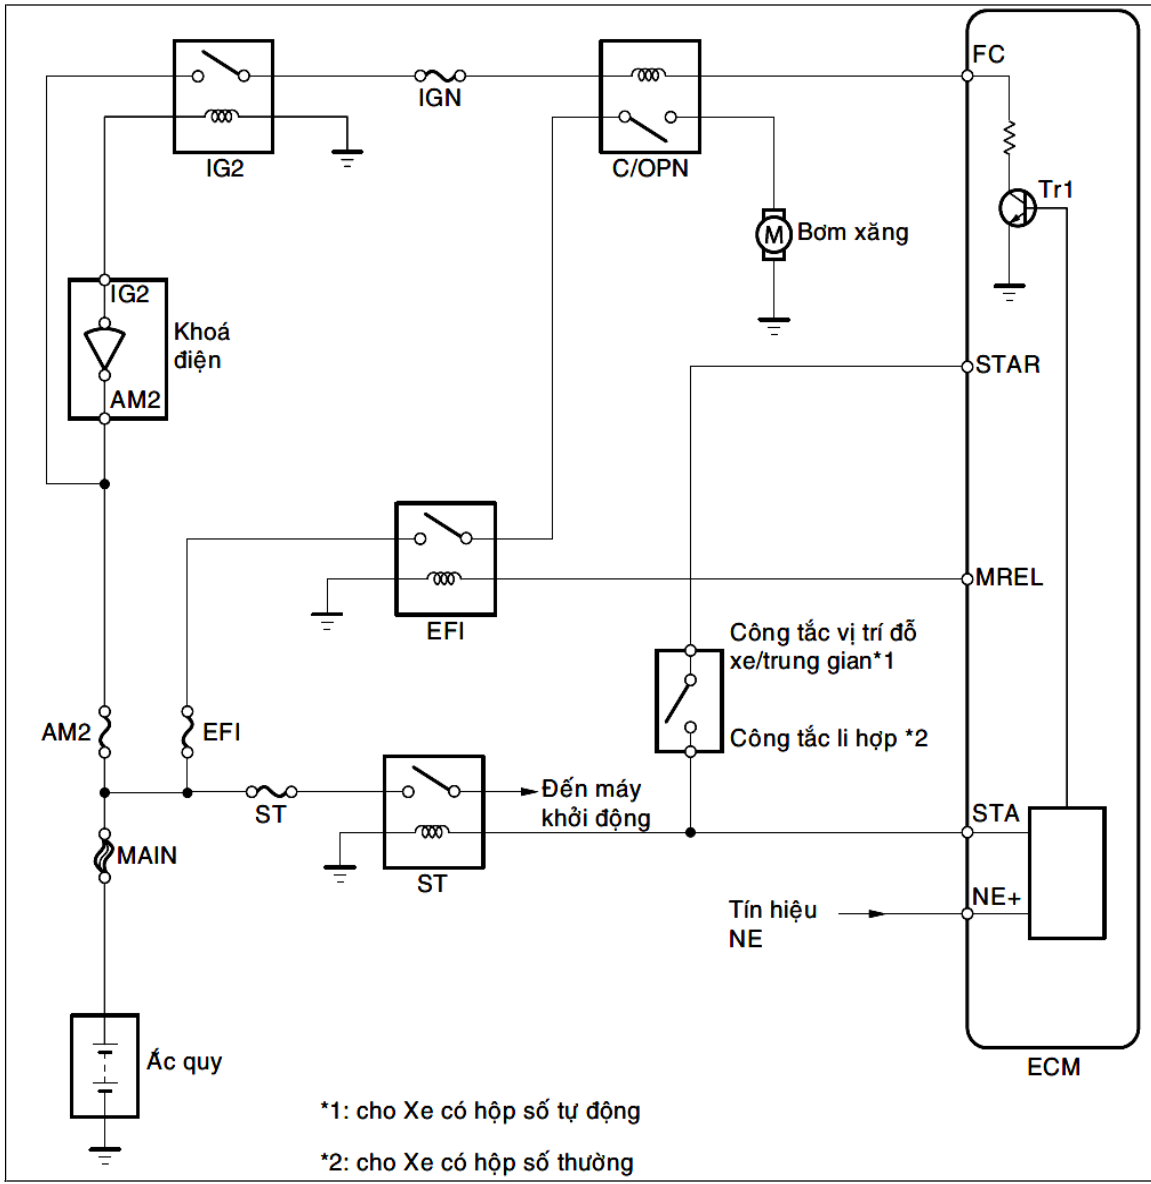 FC
IGN
IG2
C/OPN
Tr1
M
Bơm xăng
IG2
Khoá
điện
AM2
STAR
MREL
EFI
Công tắc vị trí đỗ
xe/trung gian*1
AM2
EFI
Công tắc li hợp *2
Đến máy
khởi động
ST
STA
MAIN
ST
NE+
Tín hiệu
NE
Ắc quy
ECM
*1: cho Xe có hộp số tự động
*2: cho Xe có hộp số thường